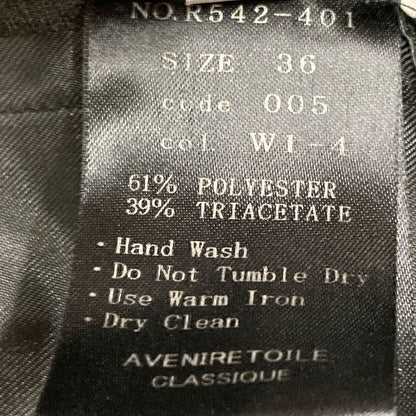 NO.R542-401
SIZE 36
code 005
col W1-4
61% POLYESTER
39% TRIACETATE
· Hand Wash
· Do Not Tumble Dry
· Use Warm Iron
· Dry Clean
AVENIRETOILE
CLASSIQUE